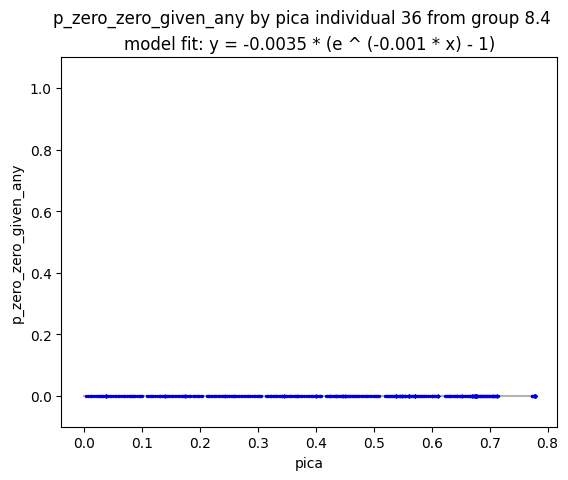 p_zero_zero_given_any by pica individual 36 from group 8.4
model fit: y = -0.0035 * (e ^ (-0.001 * x) - 1)
1.0
0.8
0.6
0.4
0.2
0.0
p_zero_zero_given_any
0.0 0.1 0.2 0.3 0.4 0.5 0.6 0.7 0.8
pica